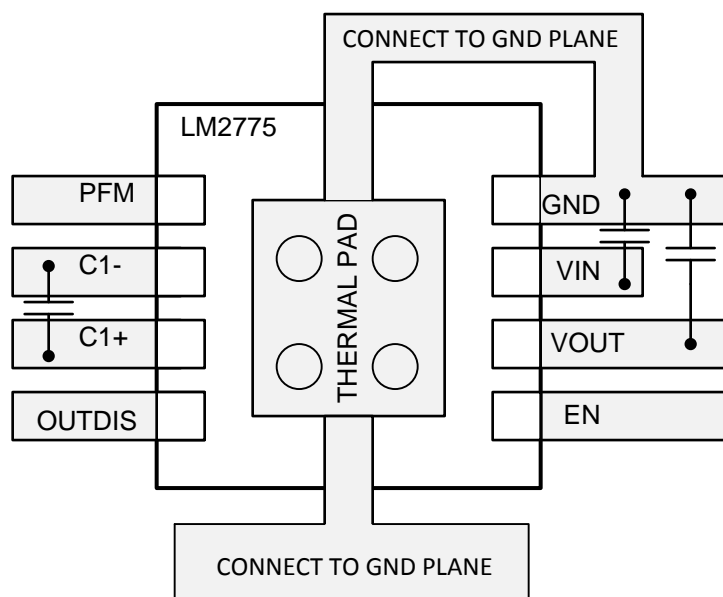 CONNECT TO GND PLANE
LM2775
PFM
C1-
C1+
OUTDIS
THERMAL PAD
GND
VIN
VOUT
EN
CONNECT TO GND PLANE